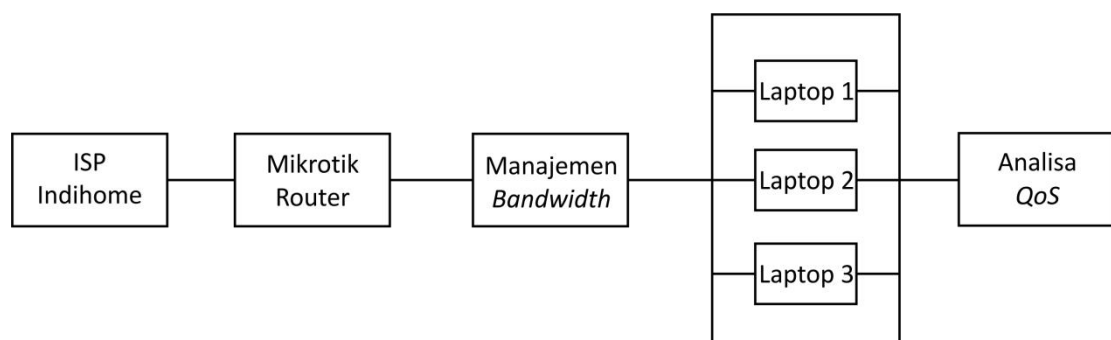 ISP
Indihome
Mikrotik
Router
Manajemen
Bandwidth
Laptop 1
Laptop 2
Laptop 3
Analisa
QoS